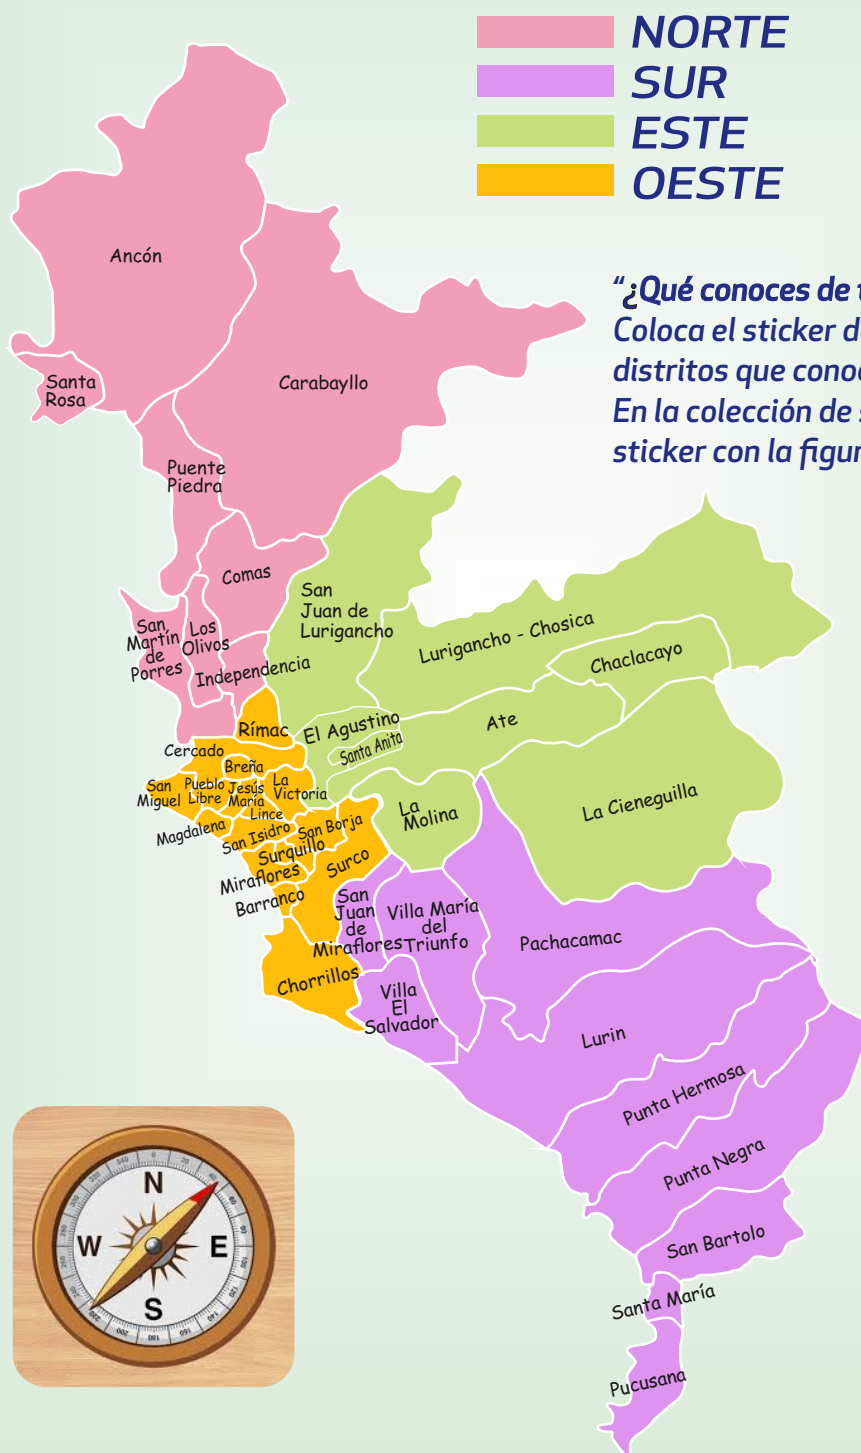 NORTE
SUR
ESTE
OESTE
“¿Qué conoces de
Coloca el sticker
distritos que
En la colección de
sticker con la
Ancón
Santa
Rosa
Carabayllo
Puente
Piedra
Comas
San
Juan de
Lurigancho
San
Martín
de
Porres
Los
Olivos
Independencia
Lurigancho - Chosica
Chaclacayo
Rímac
El Agustino
Santa Anita
Ate
Cercado
Breña
San
Miguel
Pueblo
Libre
Jesús
María
La
Victoria
Lince
Magdalena
San Isidro
San Borja
La
Molina
La Cieneguilla
Surquillo
Surco
Miraflores
Barranco
San
Juan
de
Miraflores
Villa María
del
Triunfo
Pachacamac
Chorrillos
Villa
El
Salvador
Lurin
Punta Hermosa
Punta Negra
San Bartolo
Santa María
Pucusana
N
W
E
S